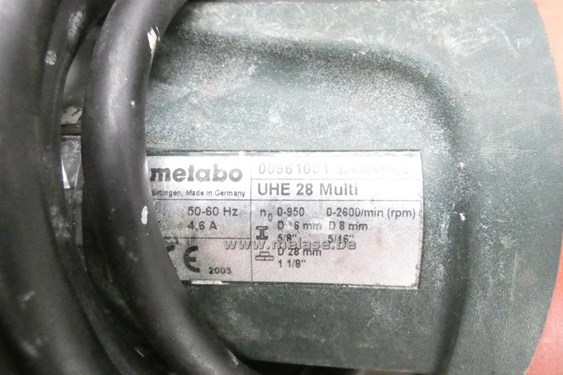 metabo 00961001
Made in Germany UHE 28 Multi
50-60 Hz n0 0-950 0-2600/min (rpm)
4,6 A D 16 mm D 8 mm
5/8" 5/16"
www.melase.be
D 28 mm
CE 2003 1 1/8"